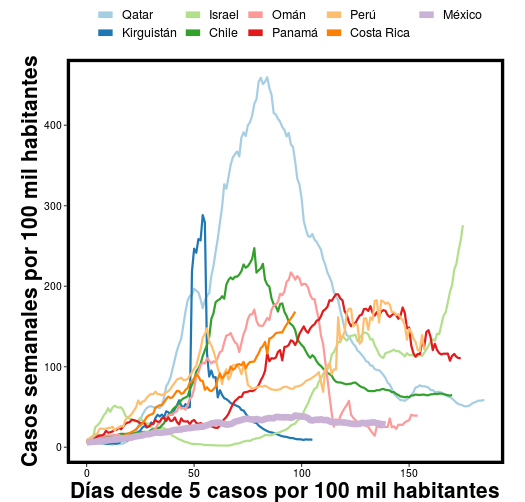 Qatar Israel Omán Perú México
Kirguistán Chile Panamá Costa Rica
Casos semanales por 100 mil habitantes
400
300
200
100
0
0 50 100 150
Días desde 5 casos por 100 mil habitantes